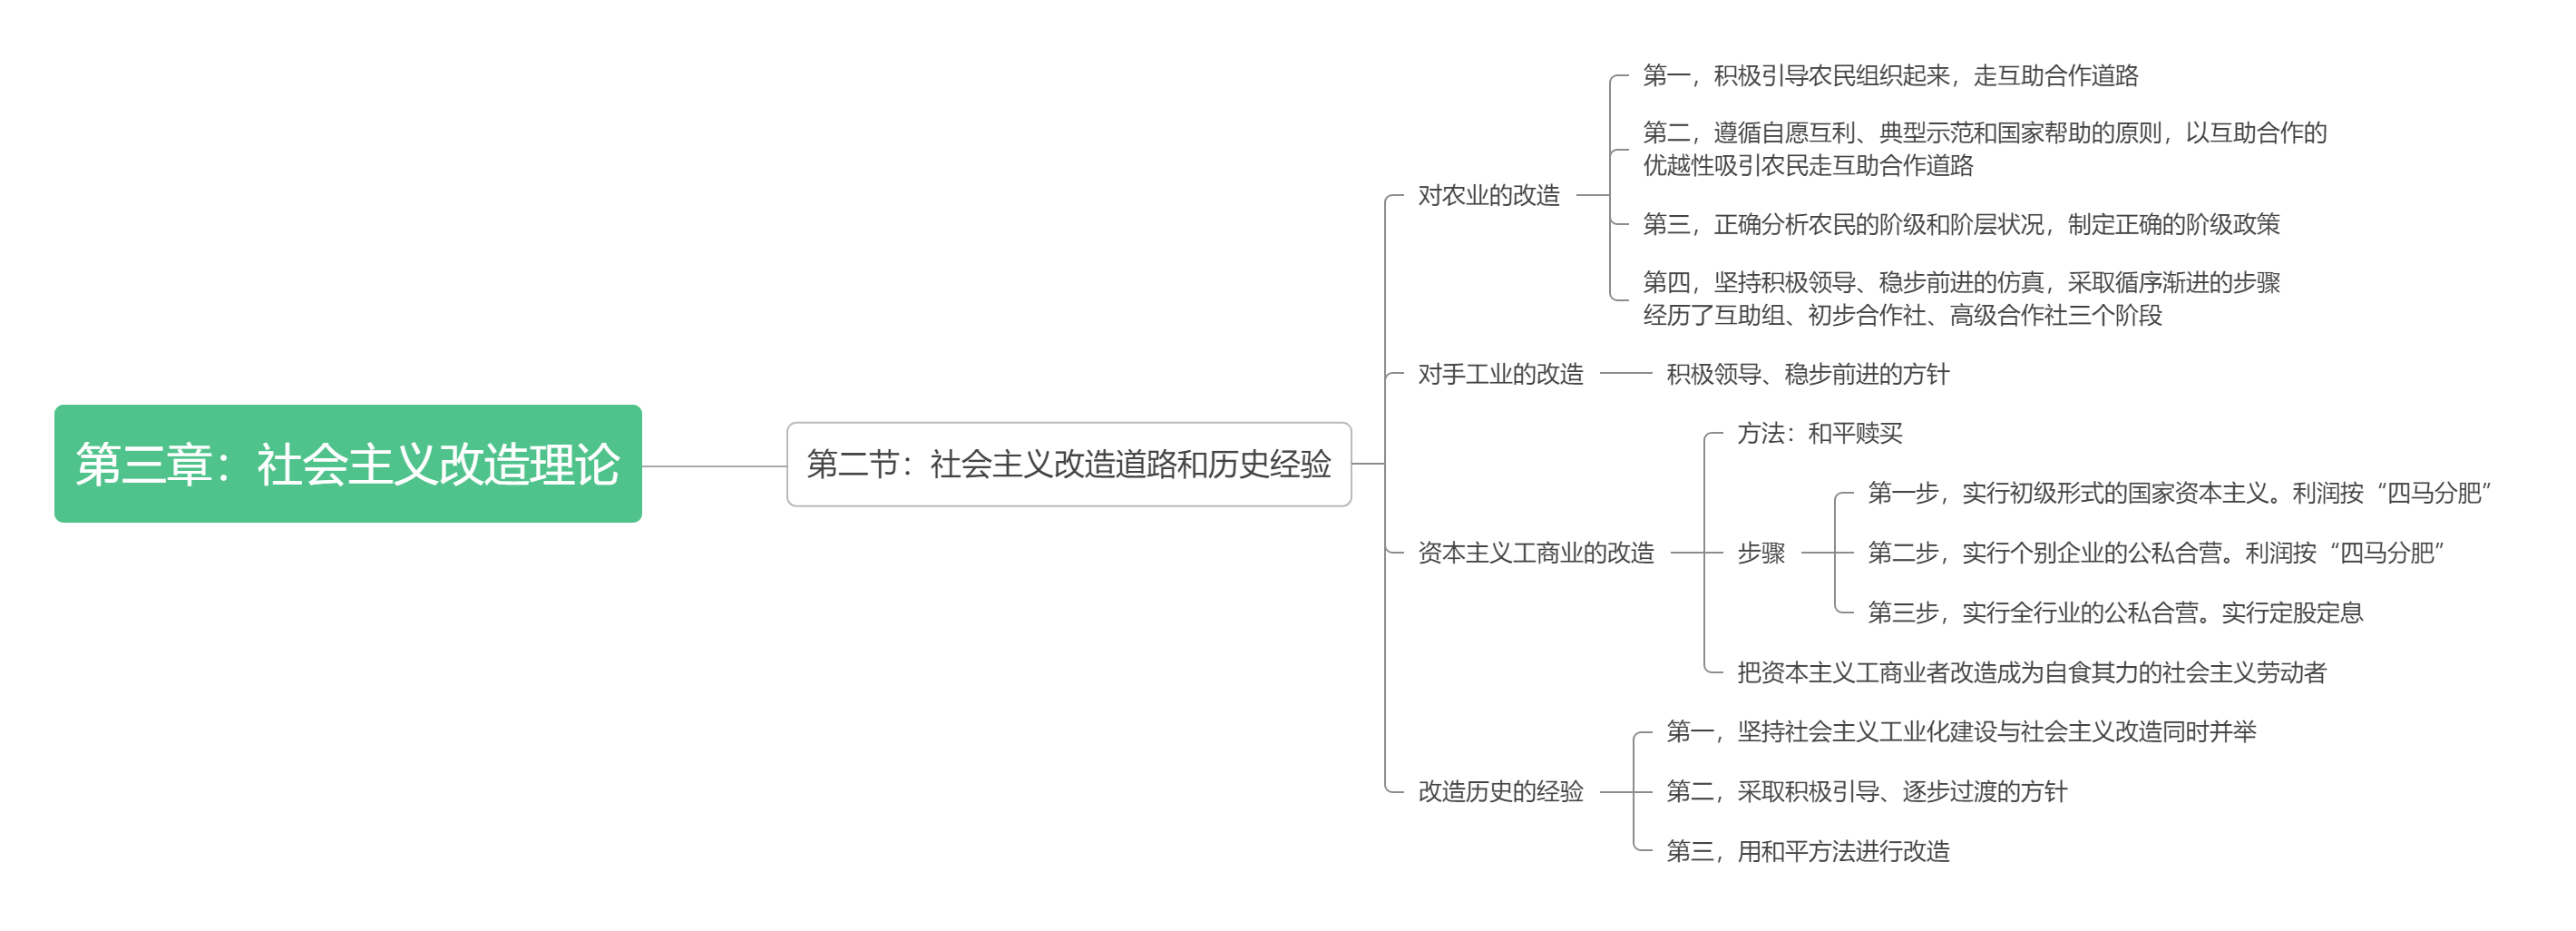 第三章：社会主义改造理论
第二节：社会主义改造道路和历史经验
对农业的改造
第一，积极引导农民组织起来，走互助合作道路
第二，遵循自愿互利、典型示范和国家帮助的原则，以互助合作的
优越性吸引农民走互助合作道路
第三，正确分析农民的阶级和阶层状况，制定正确的阶级政策
第四，坚持积极领导、稳步前进的仿真，采取循序渐进的步骤
经历了互助组、初步合作社、高级合作社三个阶段
对手工业的改造
积极领导、稳步前进的方针
资本主义工商业的改造
方法：和平赎买
步骤
第一步，实行初级形式的国家资本主义。利润按“四马分肥”
第二步，实行个别企业的公私合营。利润按“四马分肥”
第三步，实行全行业的公私合营。实行定股定息
把资本主义工商业者改造成为自食其力的社会主义劳动者
改造历史的经验
第一，坚持社会主义工业化建设与社会主义改造同时并举
第二，采取积极引导、逐步过渡的方针
第三，用和平方法进行改造